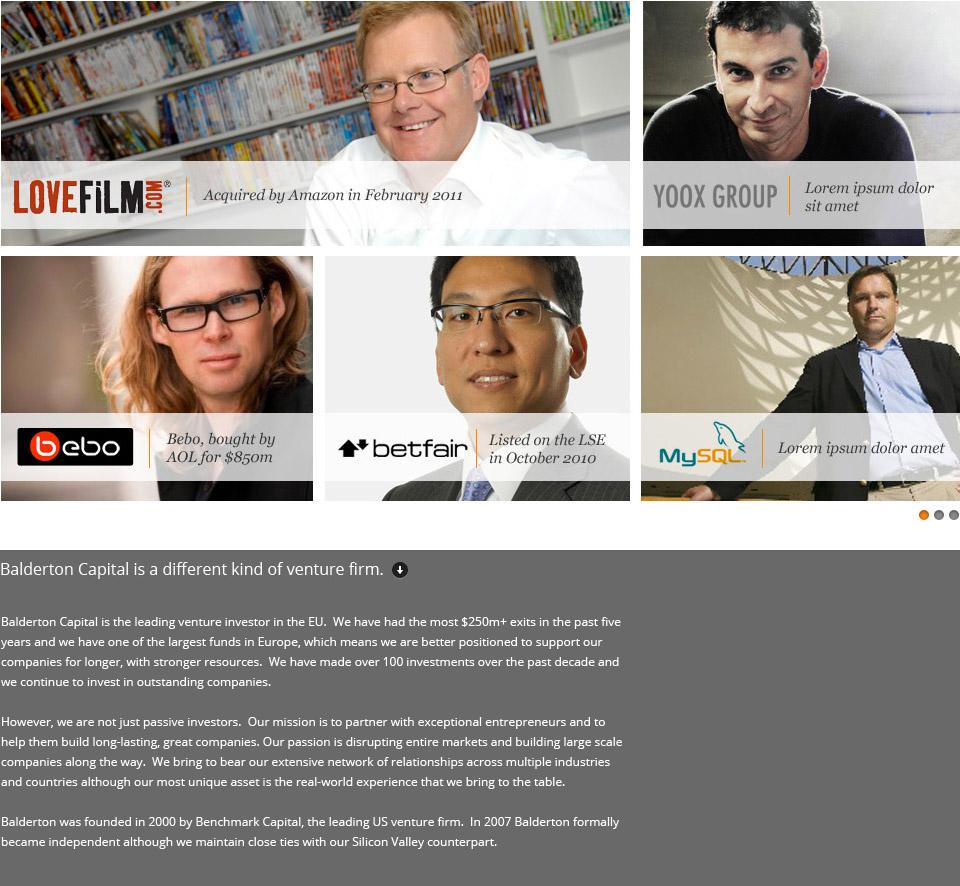 LOVEFiLM.COM®
Acquired by Amazon in February 2011
YOOX GROUP
Lorem ipsum dolor
sit amet
bebo
Bebo, bought by
AOL for $850m
betfair
Listed on the LSE
in October 2010
MySQL
Lorem ipsum dolor amet
Balderton Capital is a different kind of venture firm.
Balderton Capital is the leading venture investor in the EU.  We have had the most $250m+ exits in the past five
years and we have one of the largest funds in Europe, which means we are better positioned to support our
companies for longer, with stronger resources.  We have made over 100 investments over the past decade and
we continue to invest in outstanding companies.
However, we are not just passive investors.  Our mission is to partner with exceptional entrepreneurs and to
help them build long-lasting, great companies. Our passion is disrupting entire markets and building large scale
companies along the way.  We bring to bear our extensive network of relationships across multiple industries
and countries although our most unique asset is the real-world experience that we bring to the table.
Balderton was founded in 2000 by Benchmark Capital, the leading US venture firm.  In 2007 Balderton formally
became independent although we maintain close ties with our Silicon Valley counterpart.